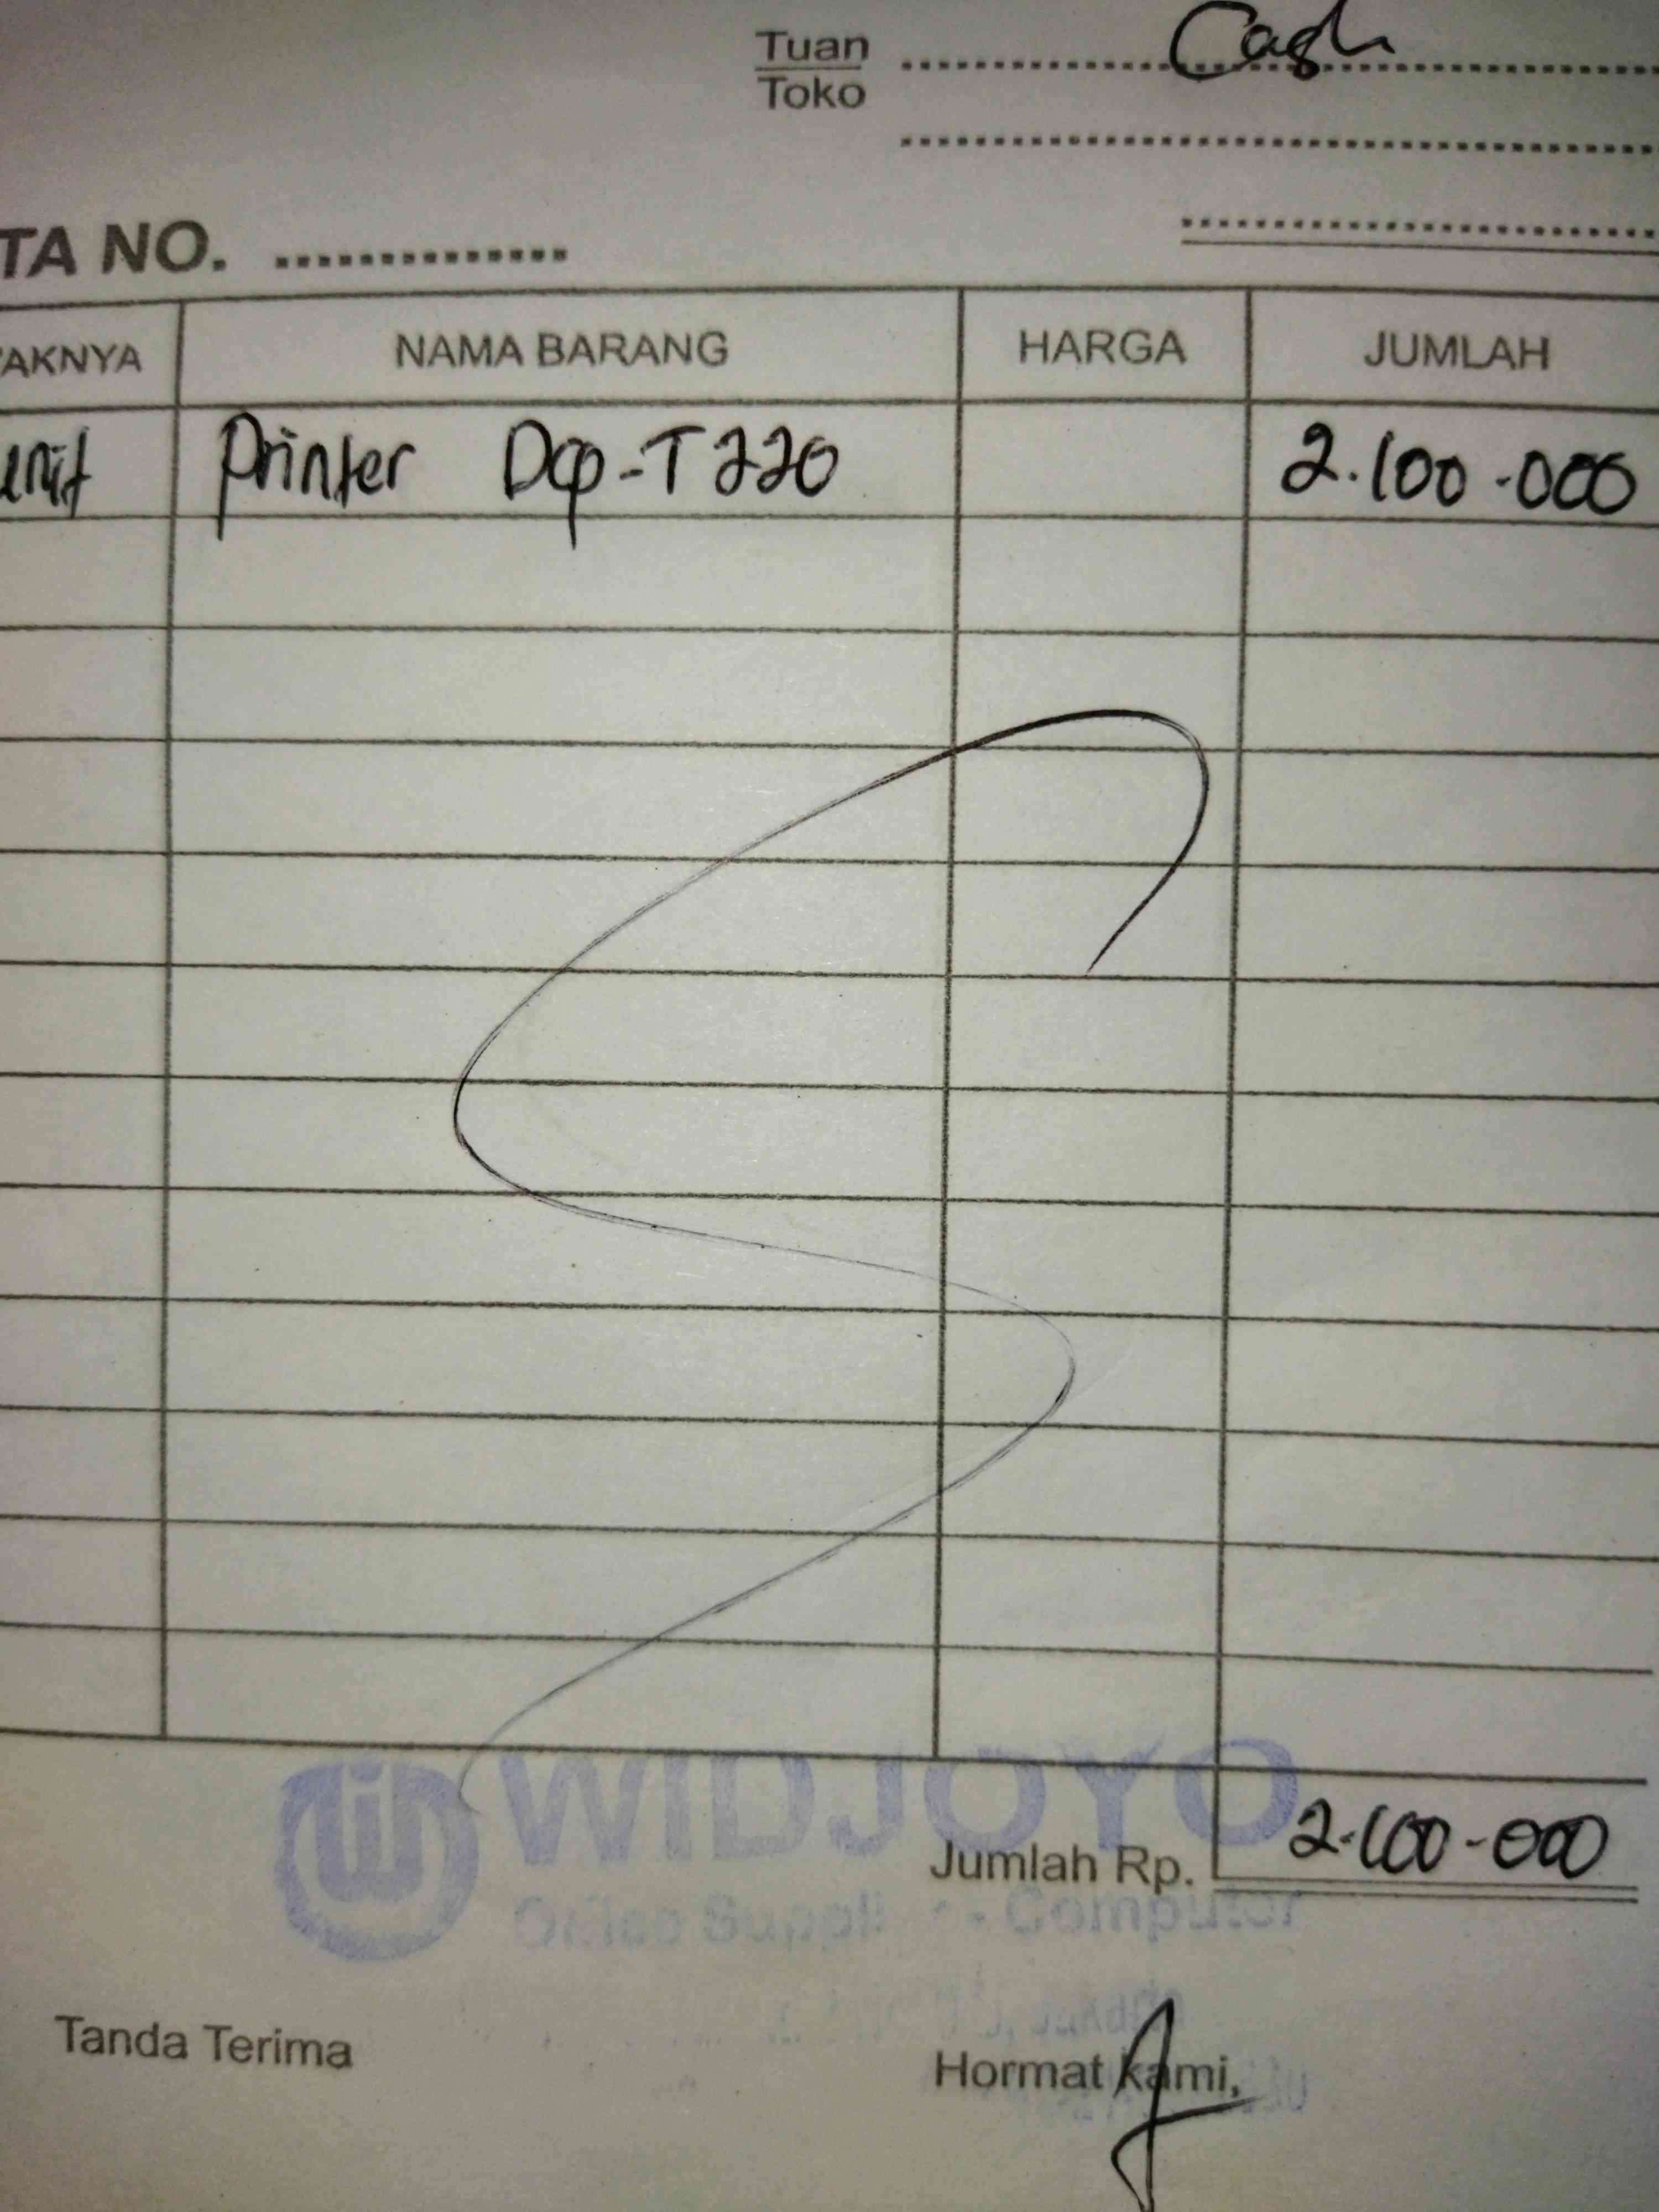 Tuan Cash
Toko
TA NO. ..............
AKNYA NAMA BARANG HARGA JUMLAH
unit Printer Dcp-T220 2.100.000
WIDJOYO
Jumlah Rp. 2.100.000
Office - Computer
Tanda Terima
Hormat kami,